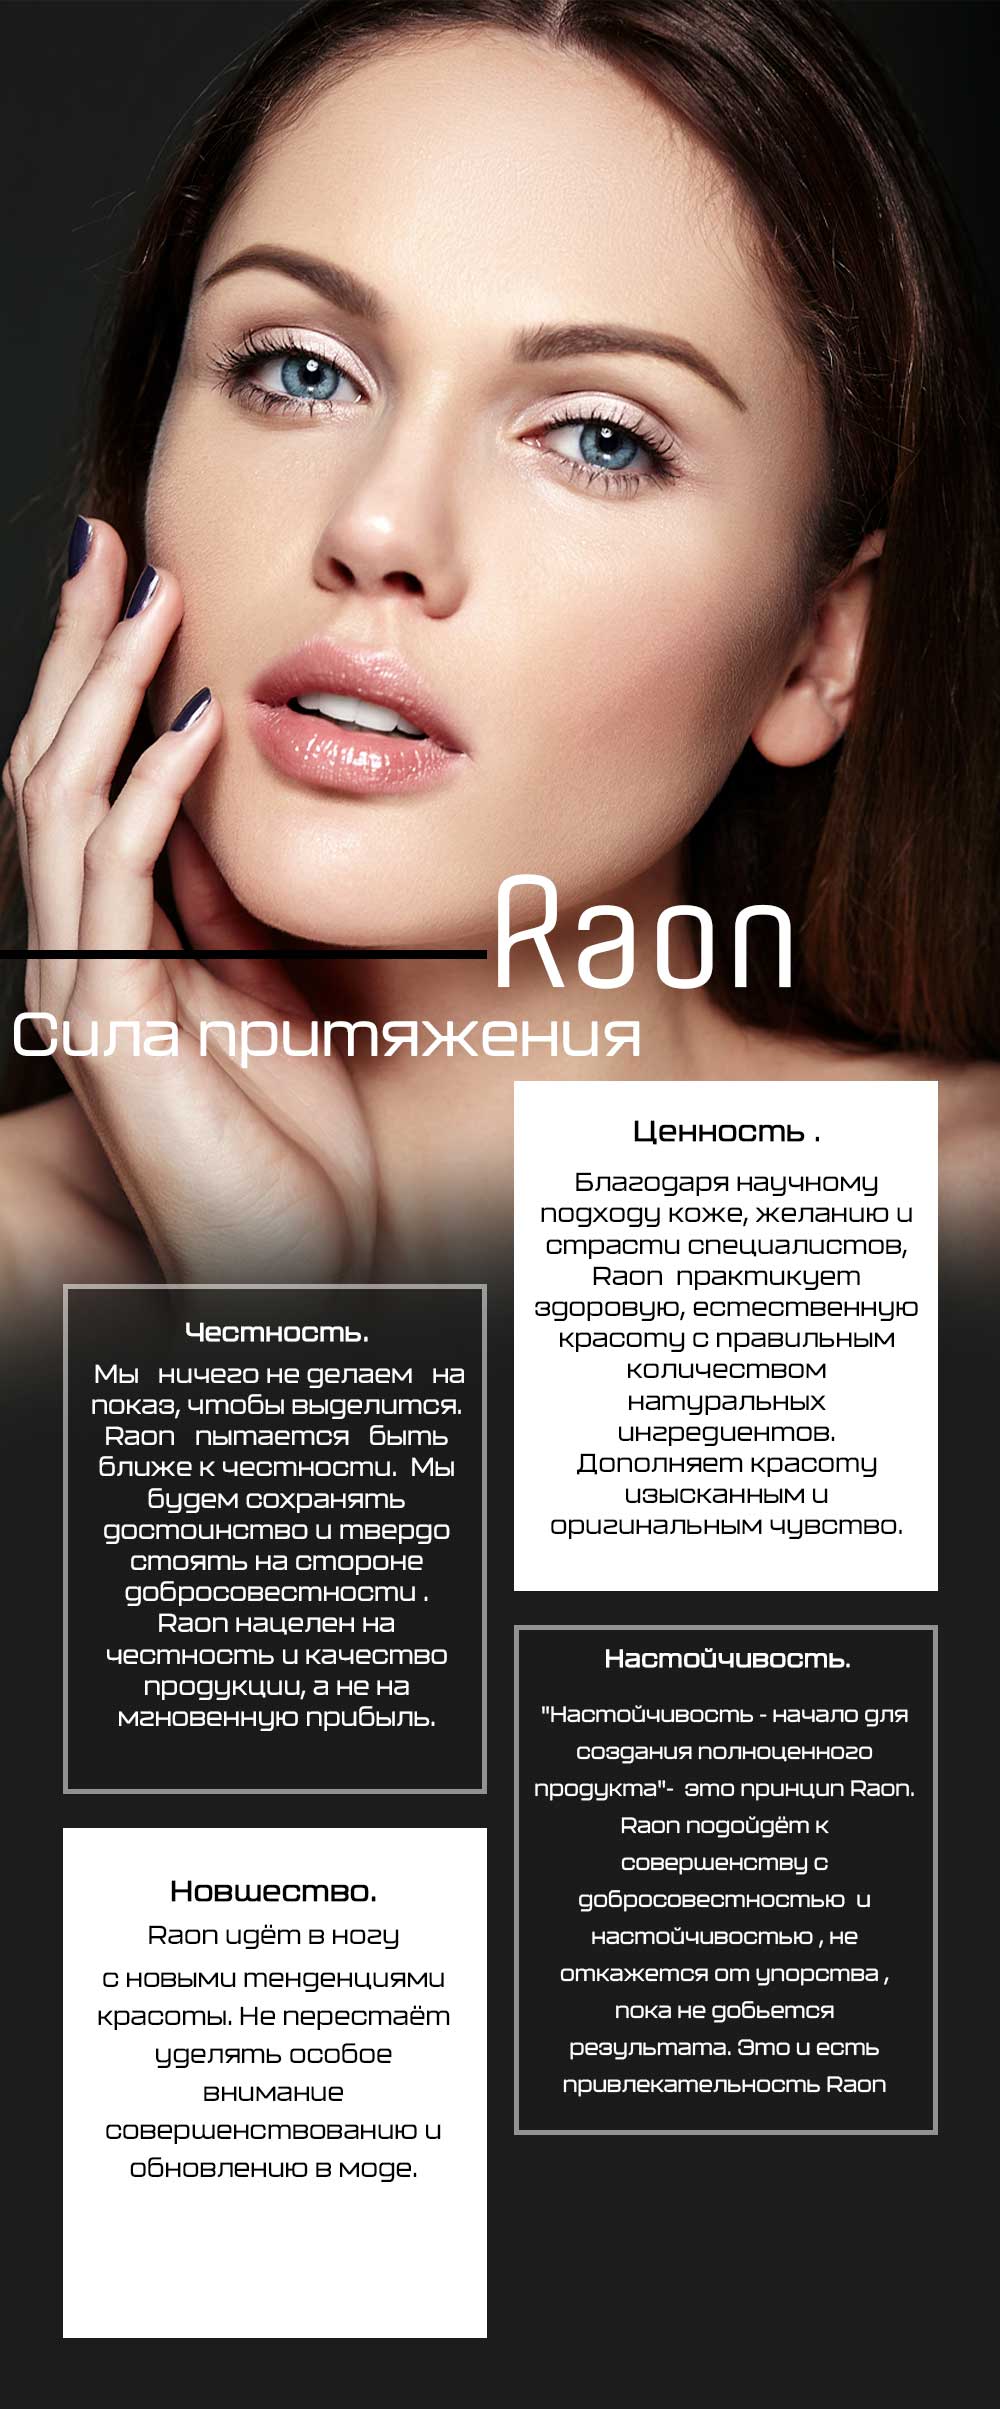 Raon
Сила притяжения
Ценность .
Благодаря научному
подходу коже, желанию и
страсти специалистов,
Raon практикует
здоровую, естественную
красоту с правильным
количеством
натуральных
ингредиентов.
Дополняет красоту
изысканным и
оригинальным чувство.
Честность.
Мы ничего не делаем на
показ, чтобы выделится.
Raon пытается быть
ближе к честности. Мы
будем сохранять
достоинство и твердо
стоять на стороне
добросовестности .
Raon нацелен на
честность и качество
продукции, а не на
мгновенную прибыль.
Настойчивость.
"Настойчивость - начало для
создания полноценного
продукта"- это принцип Raon.
Raon подойдёт к
совершенству с
добросовестностью и
настойчивостью , не
откажется от упорства ,
пока не добьется
результата. Это и есть
привлекательность Raon
Новшество.
Raon идёт в ногу
с новыми тенденциями
красоты. Не перестаёт
уделять особое
внимание
совершенствованию и
обновлению в моде.